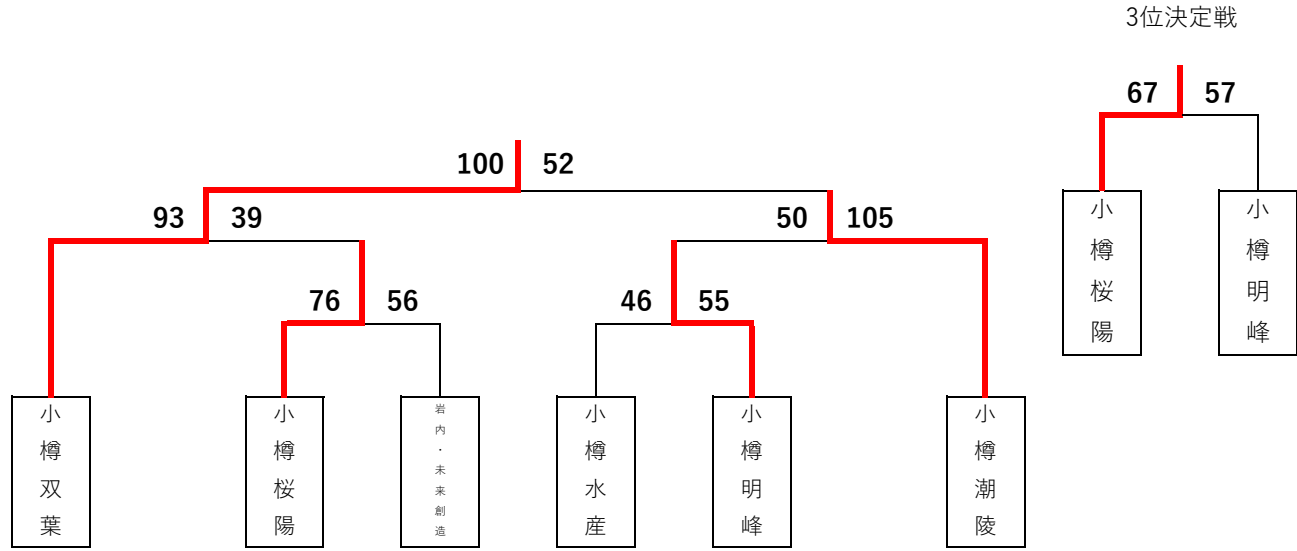 3位決定戦
67 57
100 52
93 39
50 105
小樽桜陽
小樽明峰
76 56
46 55
小樽双葉
小樽桜陽
岩内・未来創造
小樽水産
小樽明峰
小樽潮陵